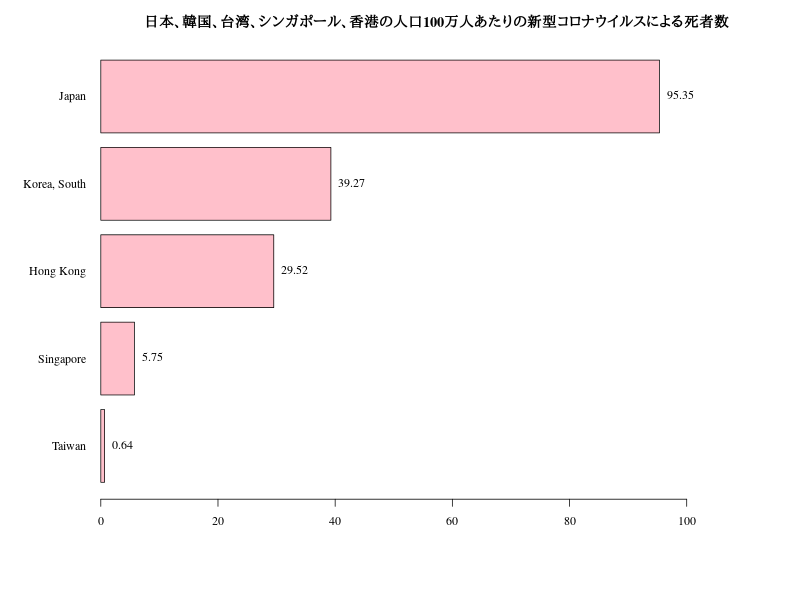 日本、韓国、台湾、シンガポール、香港の人口100万人あたりの新型コロナウイルスによる死者数
Japan 95.35
Korea, South 39.27
Hong Kong 29.52
Singapore 5.75
Taiwan 0.64
0 20 40 60 80 100